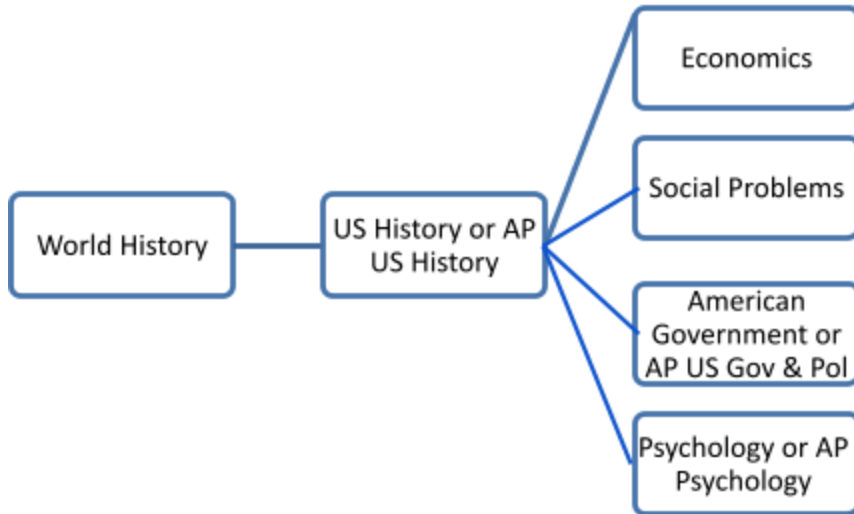 World History
US History or AP
US History
Economics
Social Problems
American
Government or
AP US Gov & Pol
Psychology or AP
Psychology